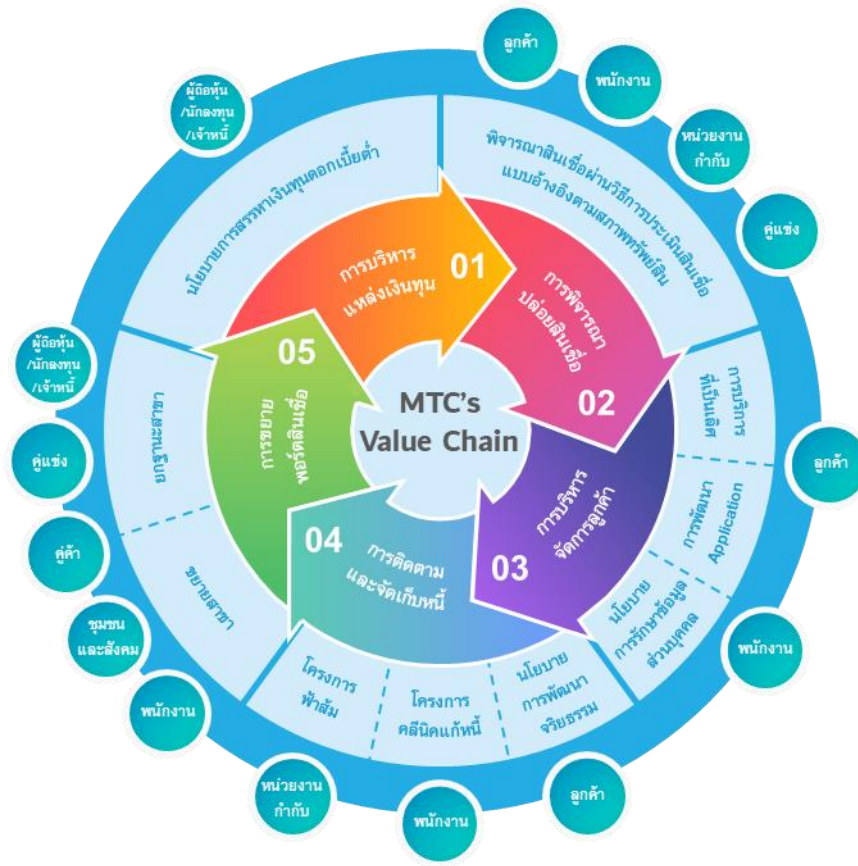 ลูกค้า
พนักงาน
หน่วยงาน
กำกับ
คู่แข่ง
ผู้ถือหุ้น
/นักลงทุน
/เจ้าหนี้
นโยบายการสรรหาเงินทุนดอกเบี้ยต่ำ
พิจารณาสินเชื่อผ่านวิธีการประเมินสินเชื่อ
แบบอ้างอิงตามสภาพทรัพย์สิน
การบริหาร
แหล่งเงินทุน
01
การพิจารณา
ปล่อยสินเชื่อ
02
MTC's
Value Chain
การบริการ
ที่เป็นเลิศ
การพัฒนา
Application
นโยบาย
การรักษาข้อมูล
ส่วนบุคคล
ลูกค้า
พนักงาน
การบริหาร
จัดการลูกค้า
03
การติดตาม
และจัดเก็บหนี้
04
นโยบาย
การพัฒนา
จริยธรรม
โครงการ
คลีนิคแก้หนี้
โครงการ
ฟ้าส้ม
ลูกค้า
พนักงาน
หน่วยงาน
กำกับ
05
การขยาย
พอร์ตสินเชื่อ
ขยายสาขา
ยกฐานะสาขา
พนักงาน
ชุมชน
และสังคม
คู่ค้า
คู่แข่ง
ผู้ถือหุ้น
/นักลงทุน
/เจ้าหนี้